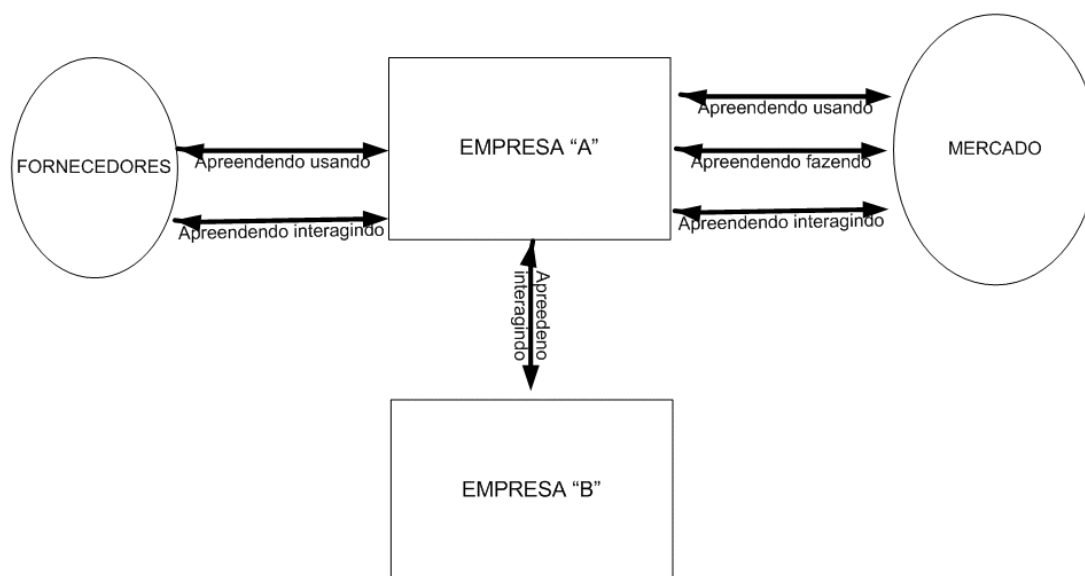 FORNECEDORES
Apreendendo usando
Apreendendo interagindo
EMPRESA “A”
Apreendendo usando
Apreendendo fazendo
Apreendendo interagindo
MERCADO
Apreedeno
interagindo
EMPRESA “B”